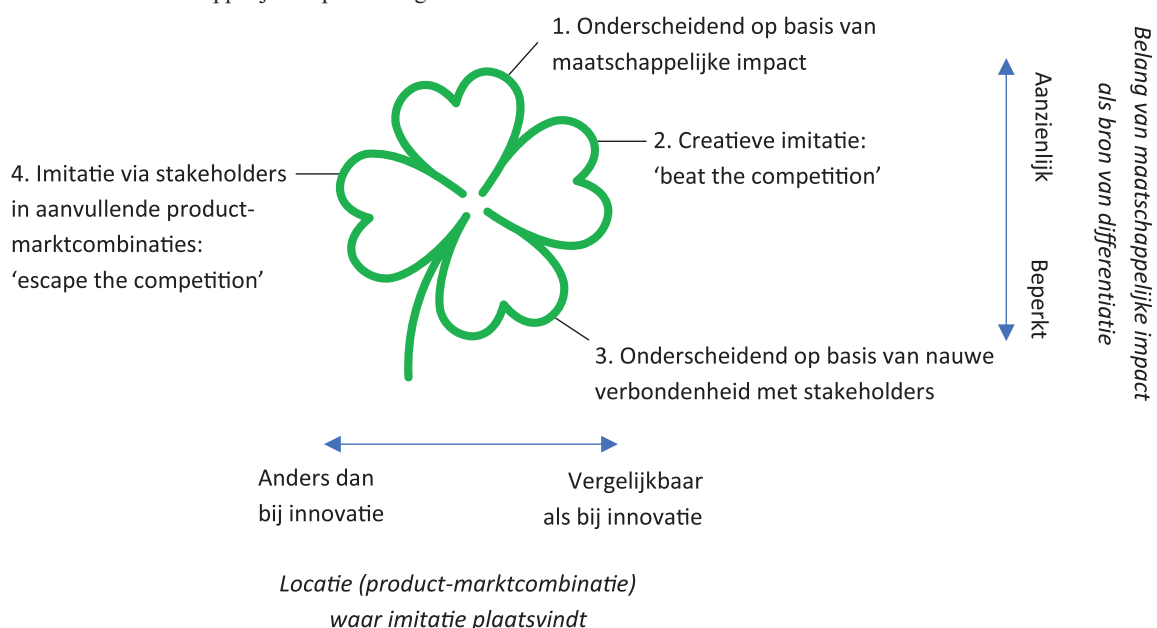 1. Onderscheidend op basis van
maatschappelijke impact
2. Creatieve imitatie:
‘beat the competition’
4. Imitatie via stakeholders
in aanvullende product-
marktcombinaties:
‘escape the competition’
3. Onderscheidend op basis van nauwe
verbondenheid met stakeholders
Aanzienlijk
Beperkt
Belang van maatschappelijke impact
als bron van differentiatie
Anders dan
bij innovatie
Vergelijkbaar
als bij innovatie
Locatie (product-marktcombinatie)
waar imitatie plaatsvindt